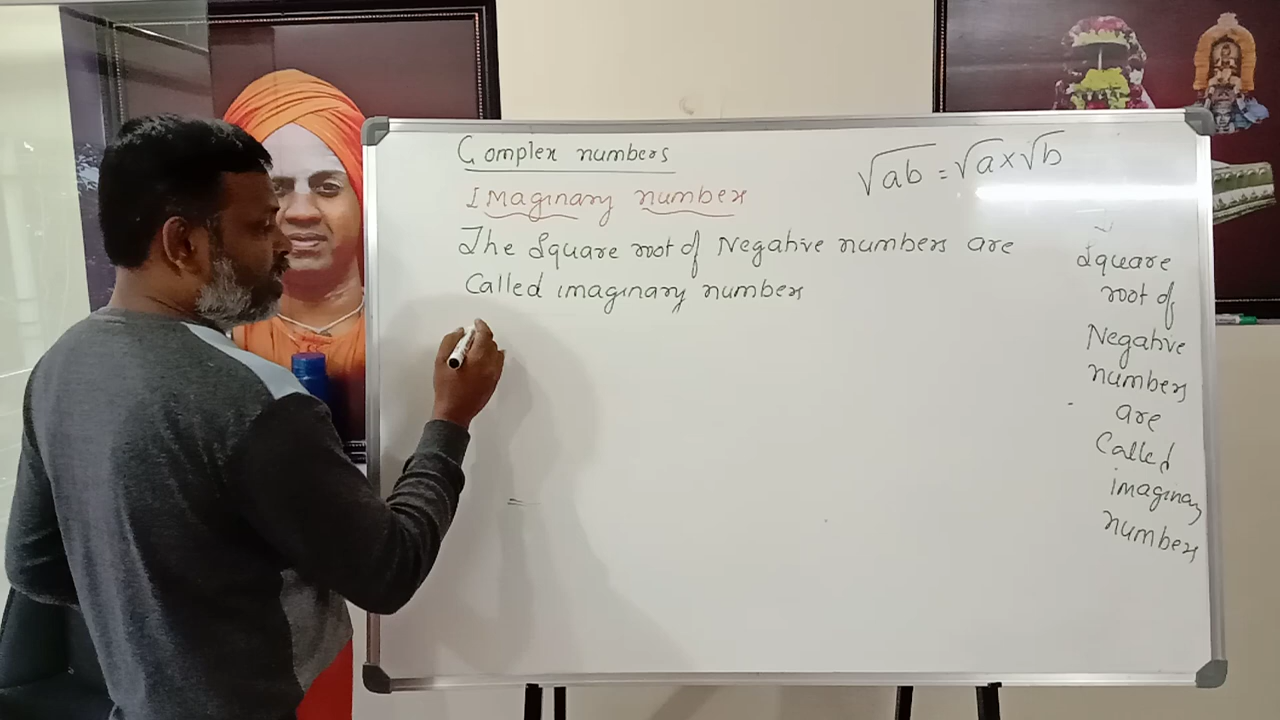 Complex numbers
Imaginary number
√ab = √a × √b
The Square root of Negative numbers are
Called imaginary numbers
Square
root of
Negative
numbers
are
Called
imaginary
numbers
=